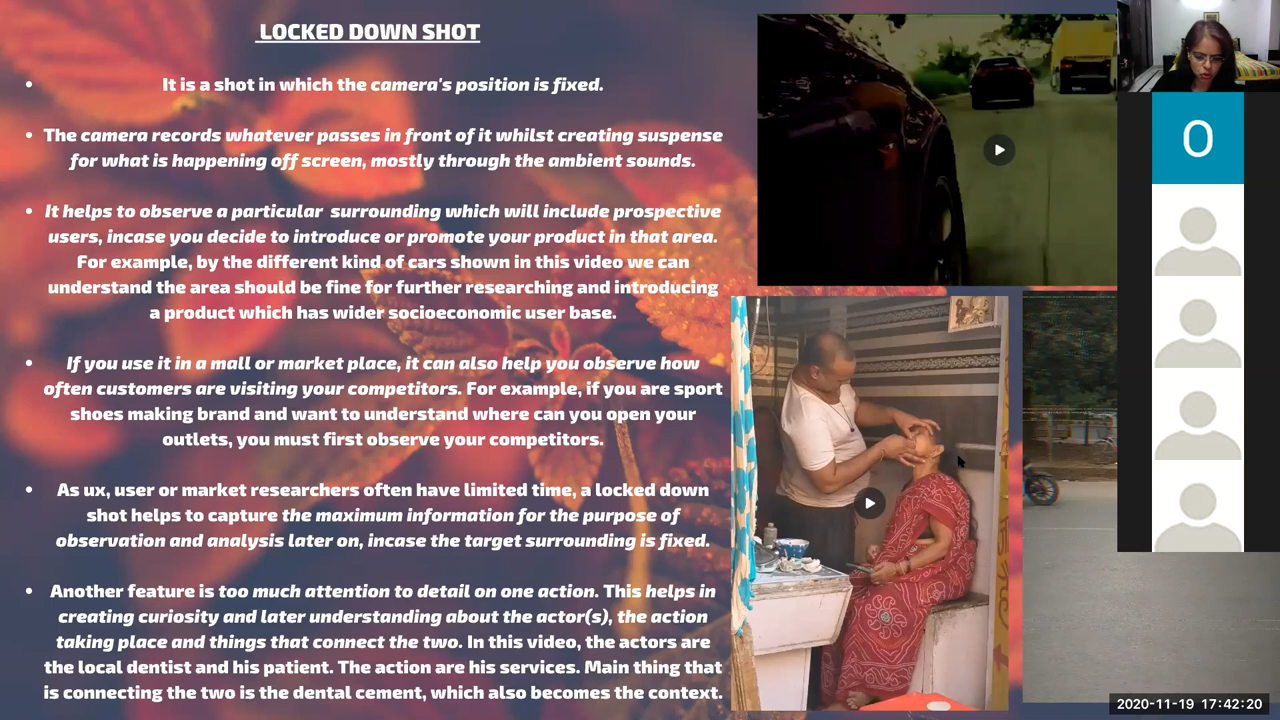 LOCKED DOWN SHOT
• It is a shot in which the camera's position is fixed.
• The camera records whatever passes in front of it whilst creating suspense
for what is happening off screen, mostly through the ambient sounds.
• It helps to observe a particular surrounding which will include prospective
users, incase you decide to introduce or promote your product in that area.
For example, by the different kind of cars shown in this video we can
understand the area should be fine for further researching and introducing
a product which has wider socioeconomic user base.
• If you use it in a mall or market place, it can also help you observe how
often customers are visiting your competitors. For example, if you are sport
shoes making brand and want to understand where can you open your
outlets, you must first observe your competitors.
• As ux, user or market researchers often have limited time, a locked down
shot helps to capture the maximum information for the purpose of
observation and analysis later on, incase the target surrounding is fixed.
• Another feature is too much attention to detail on one action. This helps in
creating curiosity and later understanding about the actor(s), the action
taking place and things that connect the two. In this video, the actors are
the local dentist and his patient. The action are his services. Main thing that
is connecting the two is the dental cement, which also becomes the context.
O
2020-11-19 17:42:20